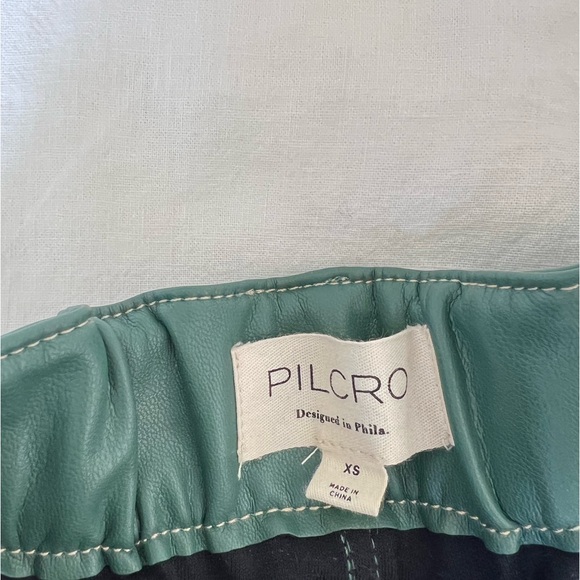 PILCRO
Designed in Phila.
XS
MADE IN
CHINA